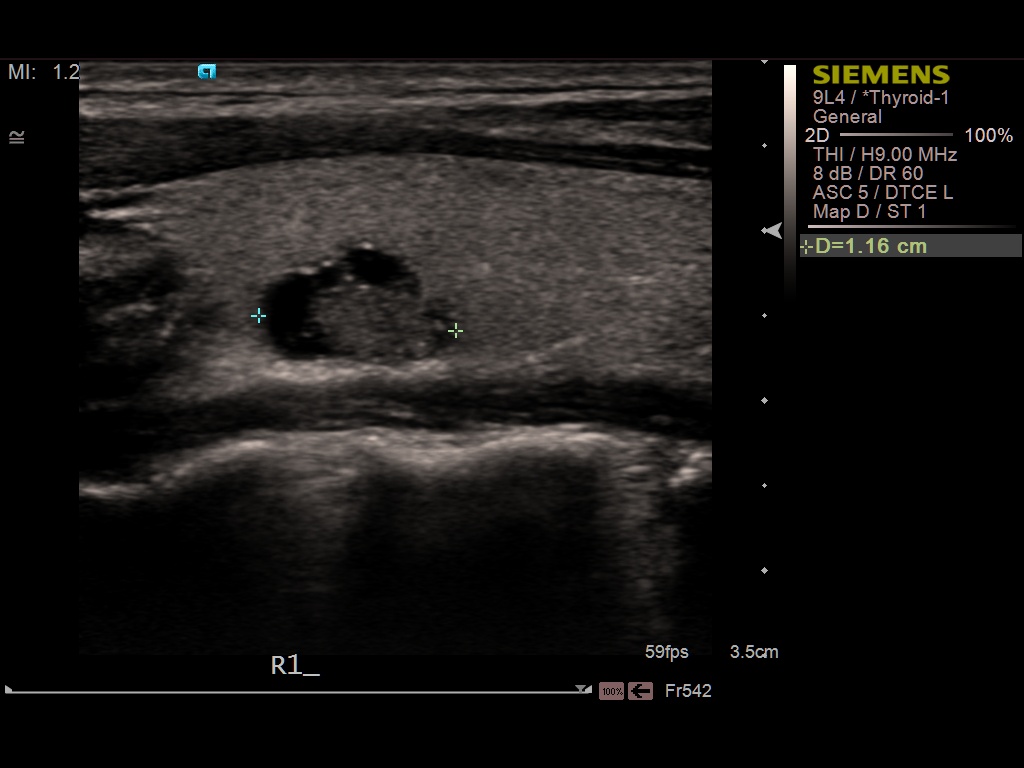 MI: 1.2
SIEMENS
9L4 / *Thyroid-1
General
2D 100%
THI / H9.00 MHz
8 dB / DR 60
ASC 5 / DTCE L
Map D / ST 1
D=1.16 cm
59fps 3.5cm
R1_
100% Fr542